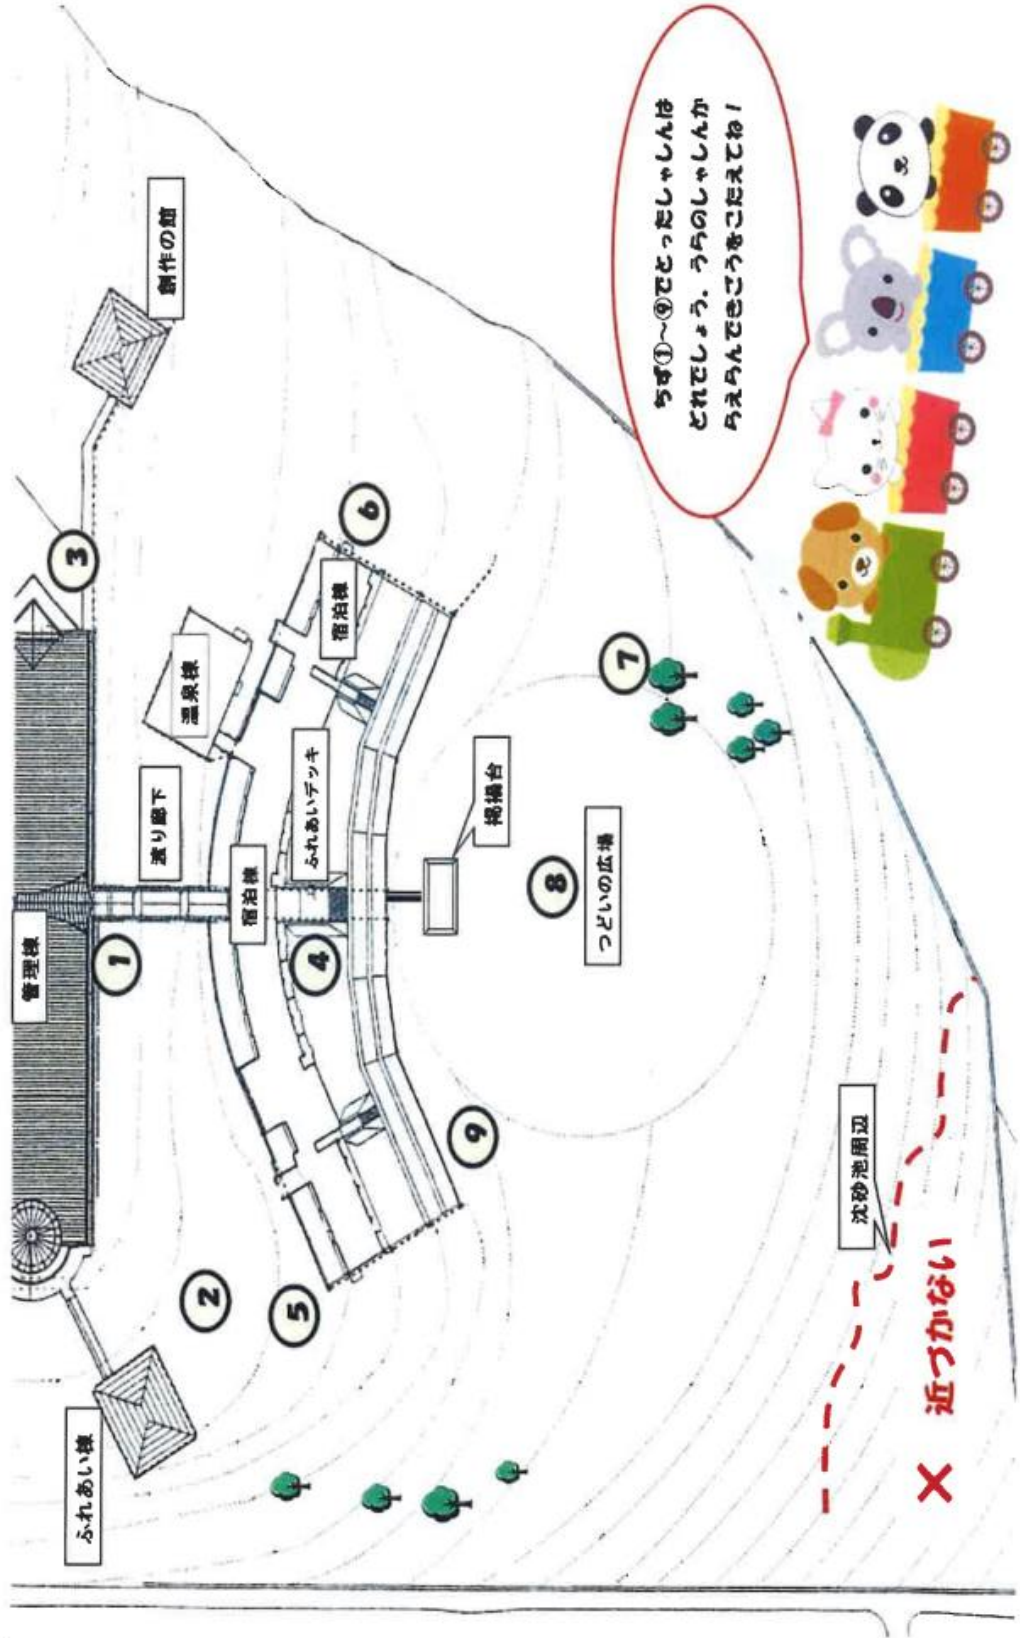 管理棟
③
ふれあい棟
①
渡り廊下
創作の館
温泉棟
②
宿泊棟
⑤
④
ふれあいデッキ
宿泊棟
⑥
⑨
掲揚台
⑧
つどいの広場
⑦
ちず①～⑨でとったしゃしんは
どれでしょう．うらのしゃしんか
らえらんできごうをこたえてね！
沈砂池周辺
× 近づかない